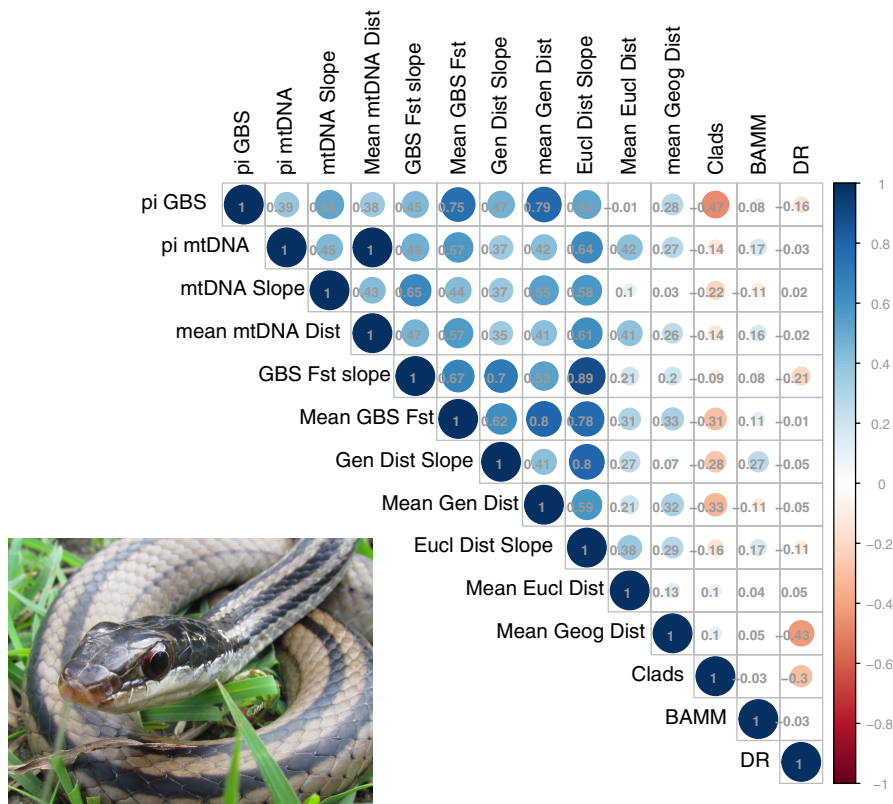 pi GBS
pi mtDNA
mtDNA Slope
Mean mtDNA Dist
GBS Fst slope
Mean GBS Fst
Gen Dist Slope
mean Gen Dist
Eucl Dist Slope
Mean Eucl Dist
mean Geog Dist
Clads
BAMM
DR
pi GBS 1 0.39 0.38 0.45 0.75 0.47 0.79 −0.01 0.28 −0.47 0.08 −0.16
pi mtDNA 1 0.45 1 0.57 0.37 0.42 0.64 0.42 0.27 −0.14 0.17 −0.03
mtDNA Slope 1 0.43 0.65 0.44 0.37 0.55 0.58 0.1 0.03 −0.22 −0.11 0.02
mean mtDNA Dist 1 0.47 0.57 0.35 0.41 0.61 0.41 0.26 −0.14 0.16 −0.02
GBS Fst slope 1 0.67 0.7 0.89 0.21 0.2 −0.09 0.08 −0.21
Mean GBS Fst 1 0.62 0.8 0.78 0.31 0.33 −0.31 0.11 −0.01
Gen Dist Slope 1 0.41 0.8 0.27 0.07 −0.28 0.27 −0.05
Mean Gen Dist 1 0.59 0.21 0.32 −0.33 −0.11 −0.05
Eucl Dist Slope 1 0.38 0.29 −0.16 0.17 −0.11
Mean Eucl Dist 1 0.13 0.1 0.04 0.05
Mean Geog Dist 1 0.1 0.05 −0.43
Clads 1 −0.03 −0.3
BAMM 1 −0.03
DR 1
1
0.8
0.6
0.4
0.2
0
−0.2
−0.4
−0.6
−0.8
−1